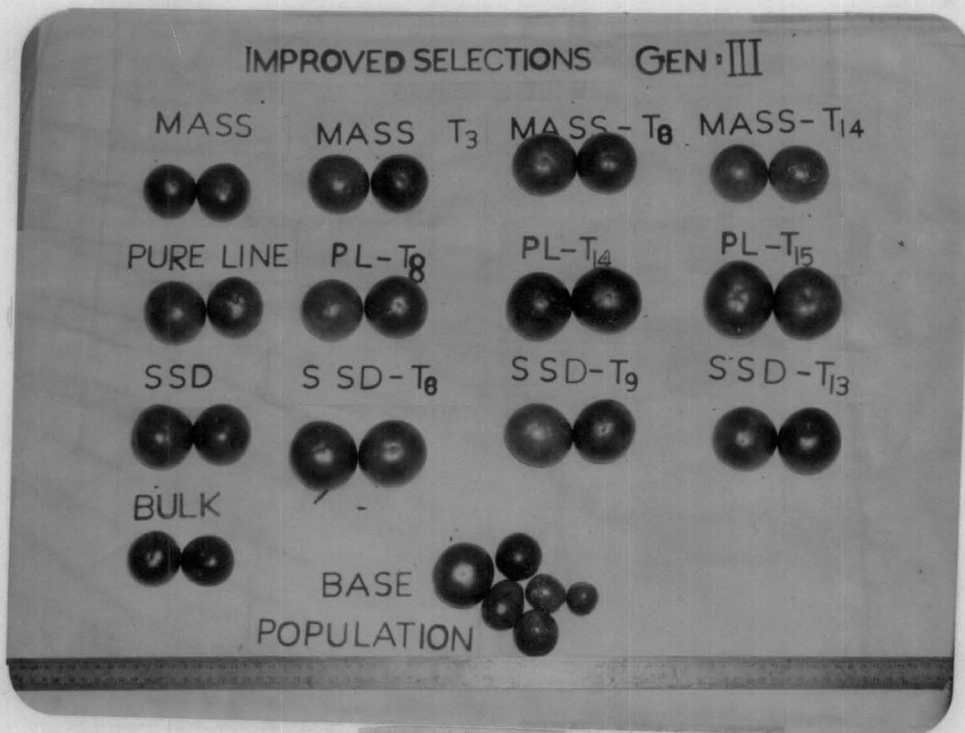 IMPROVED SELECTIONS GEN: III
MASS MASS T3 MASS-T8 MASS-T14
PURE LINE PL-T8 PL-T14 PL-T15
SSD SSD-T8 SSD-T9 SSD-T13
BULK
BASE
POPULATION